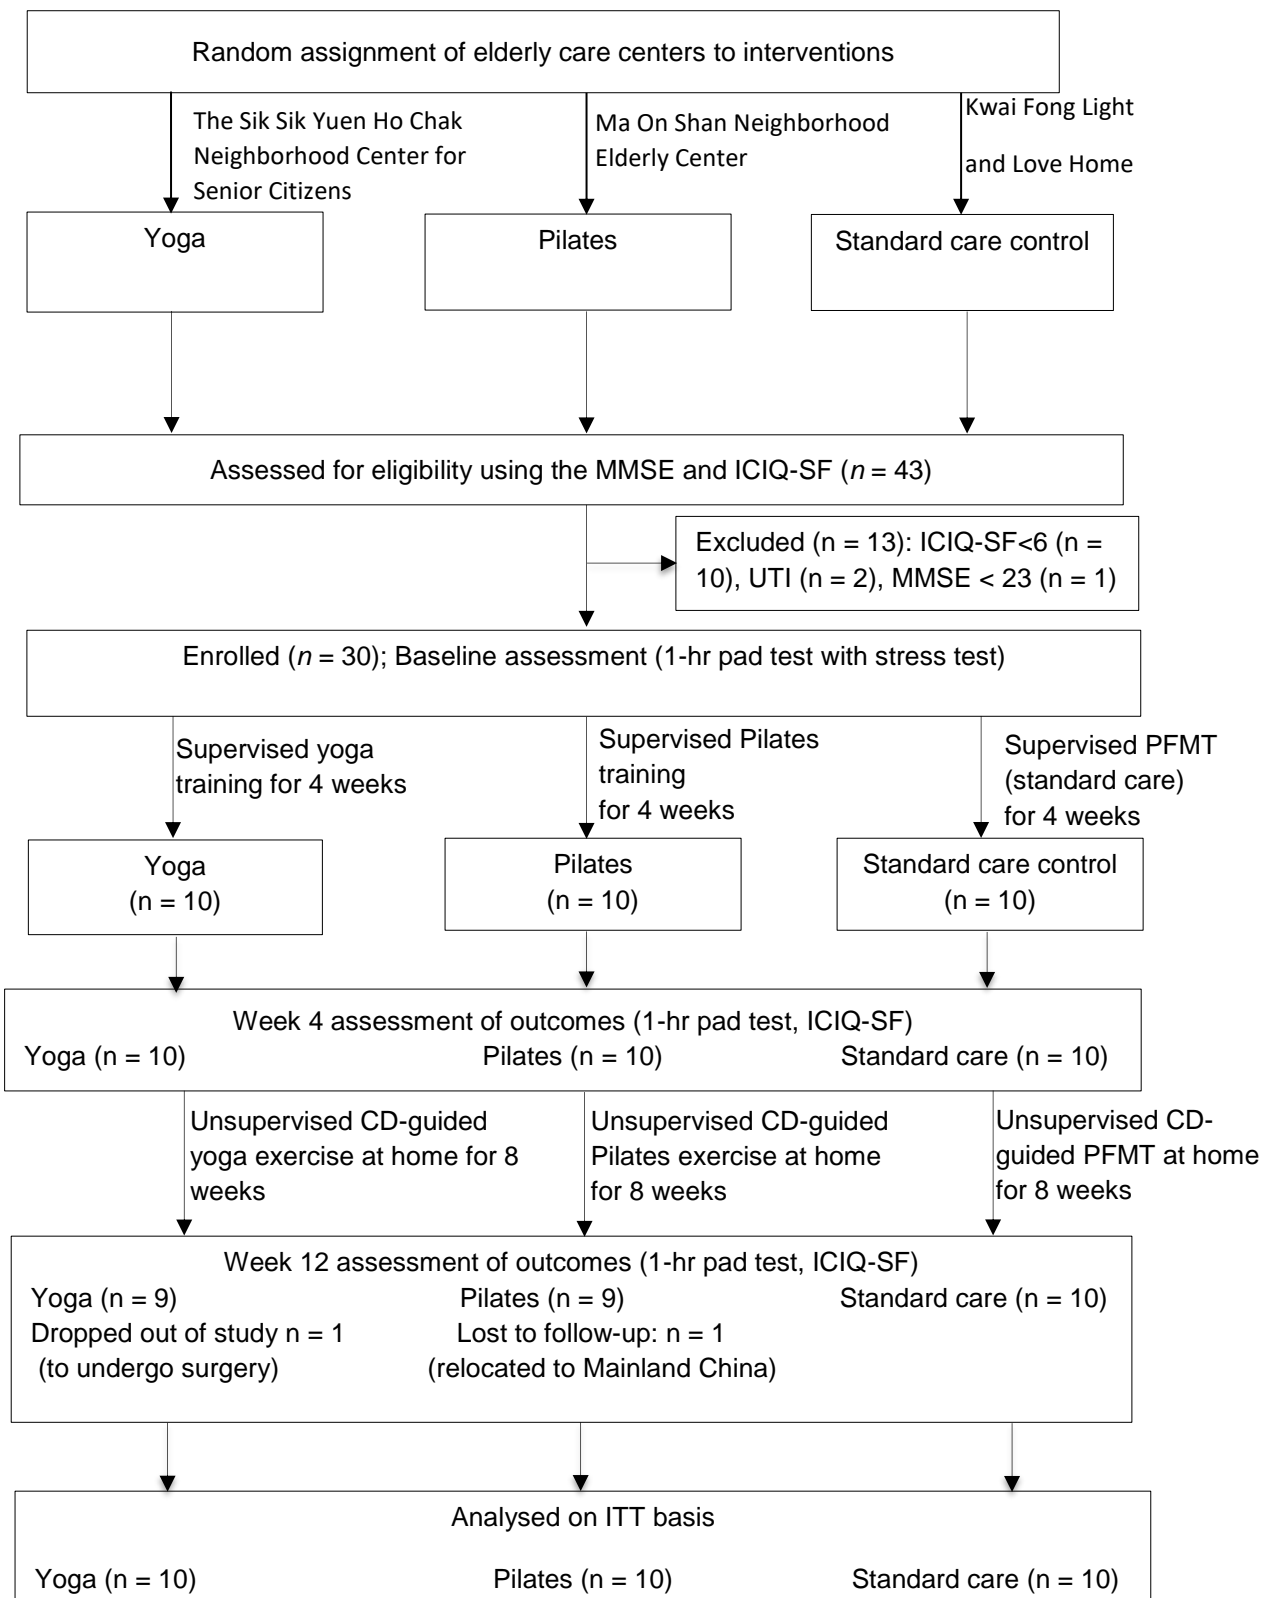 Random assignment of elderly care centers to interventions
The Sik Sik Yuen Ho Chak
Neighborhood Center for
Senior Citizens
Ma On Shan Neighborhood
Elderly Center
Kwai Fong Light
and Love Home
Yoga
Pilates
Standard care control
Assessed for eligibility using the MMSE and ICIQ-SF (n = 43)
Excluded (n = 13): ICIQ-SF<6 (n =
10), UTI (n = 2), MMSE < 23 (n = 1)
Enrolled (n = 30); Baseline assessment (1-hr pad test with stress test)
Supervised yoga
training for 4 weeks
Supervised Pilates
training
for 4 weeks
Supervised PFMT
(standard care)
for 4 weeks
Yoga
(n = 10)
Pilates
(n = 10)
Standard care control
(n = 10)
Week 4 assessment of outcomes (1-hr pad test, ICIQ-SF)
Yoga (n = 10) Pilates (n = 10) Standard care (n = 10)
Unsupervised CD-guided
yoga exercise at home for 8
weeks
Unsupervised CD-guided
Pilates exercise at home
for 8 weeks
Unsupervised CD-
guided PFMT at home
for 8 weeks
Week 12 assessment of outcomes (1-hr pad test, ICIQ-SF)
Yoga (n = 9) Pilates (n = 9) Standard care (n = 10)
Dropped out of study n = 1 Lost to follow-up: n = 1
(to undergo surgery) (relocated to Mainland China)
Analysed on ITT basis
Yoga (n = 10) Pilates (n = 10) Standard care (n = 10)